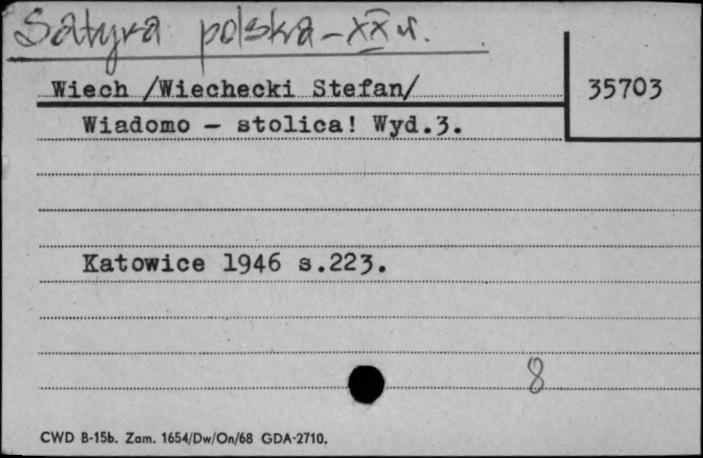 Satyra polska - XX w.
Wiech /Wiechecki Stefan/
35703
Wiadomo – stolica! Wyd.3.
Katowice 1946 s.223.
8
CWD B-15b. Zam. 1654/Dw/On/68 GDA-2710.